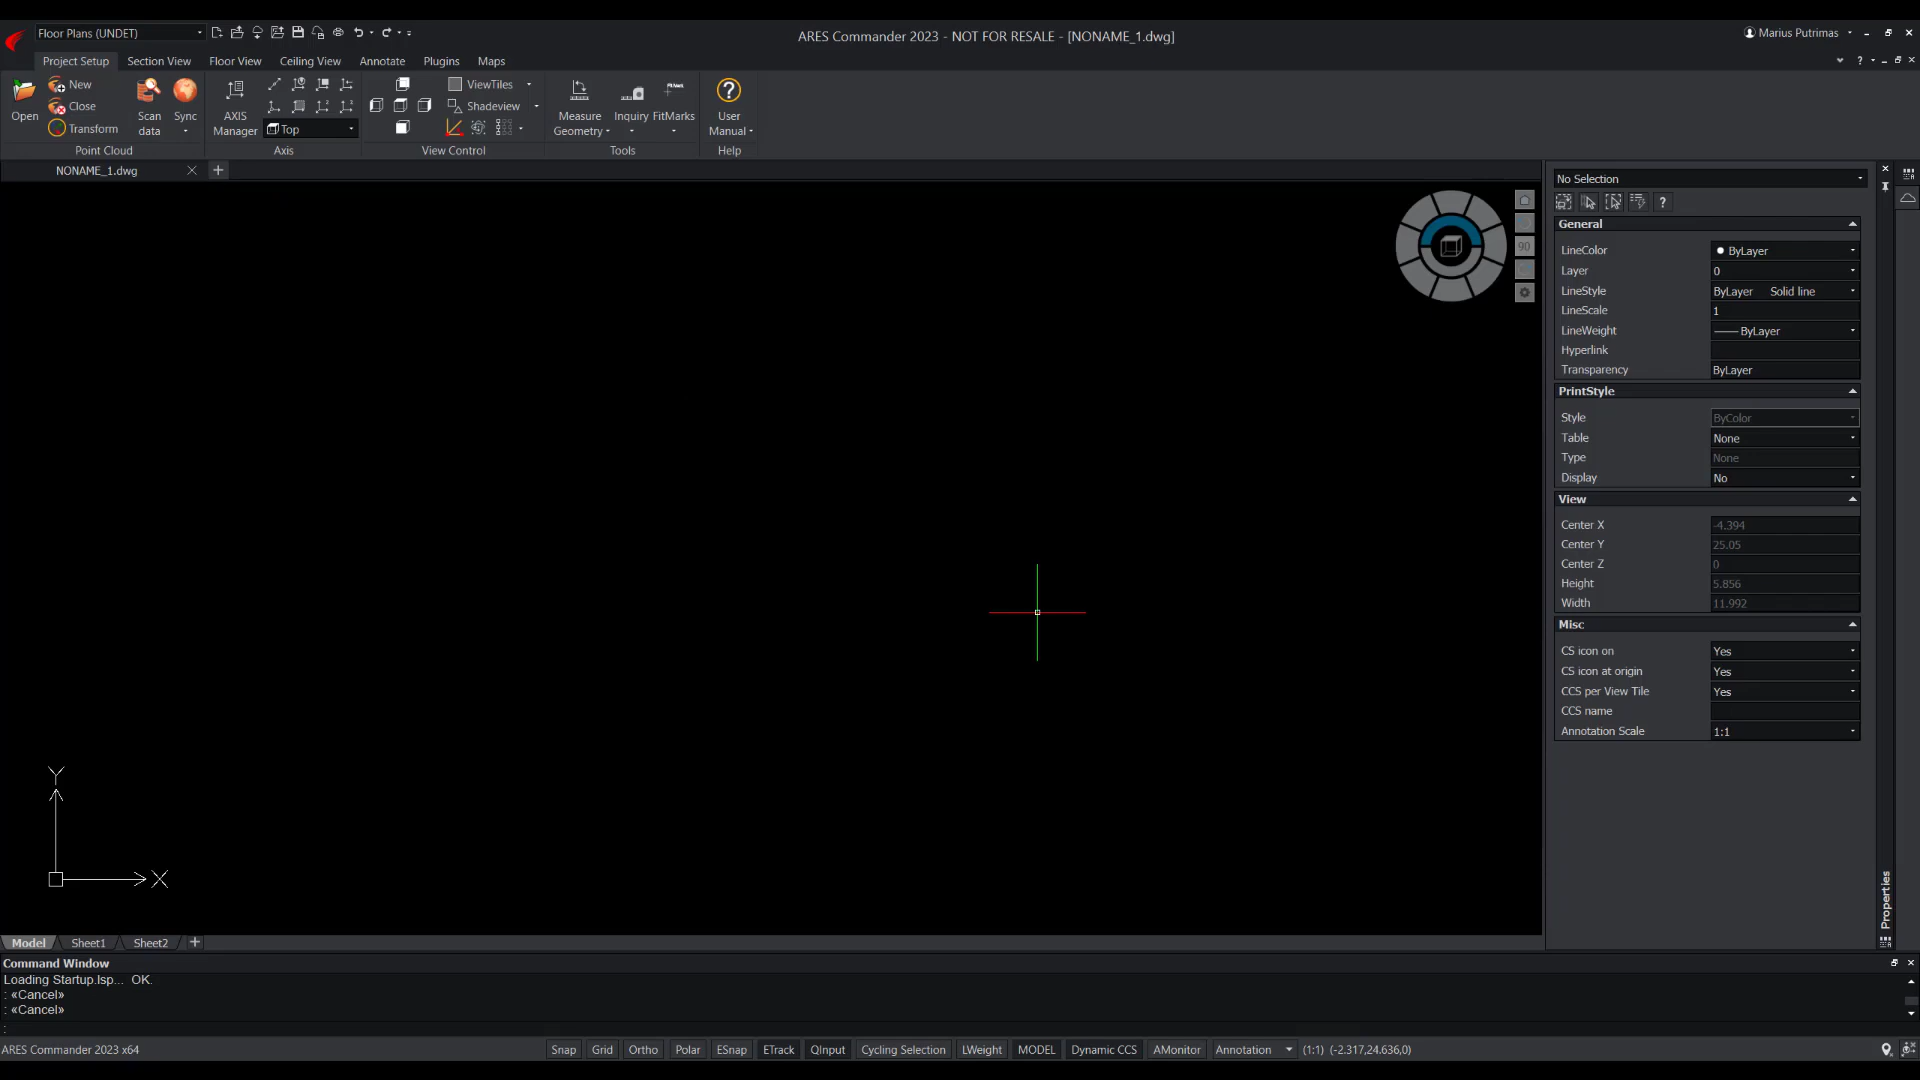 Floor Plans (UNDET)
ARES Commander 2023 - NOT FOR RESALE - [NONAME_1.dwg]
Marius Putrimas
Project Setup
Section View
Floor View
Ceiling View
Annotate
Plugins
Maps
Open
New
Close
Transform
Scan data
Sync
Point Cloud
AXIS Manager
Top
Axis
ViewTiles
Shadeview
View Control
Measure Geometry
Inquiry
FitMarks
Tools
?
User Manual
Help
NONAME_1.dwg
90
Y
X
No Selection
General
LineColor ByLayer
Layer 0
LineStyle ByLayer Solid line
LineScale 1
LineWeight ByLayer
Hyperlink
Transparency ByLayer
PrintStyle
Style ByColor
Table None
Type None
Display No
View
Center X -4.394
Center Y 25.05
Center Z 0
Height 5.856
Width 11.992
Misc
CS icon on Yes
CS icon at origin Yes
CCS per View Tile Yes
CCS name
Annotation Scale 1:1
Properties
Model Sheet1 Sheet2 +
Command Window
Loading Startup.lsp... OK.
: «Cancel»
: «Cancel»
:
ARES Commander 2023 x64
Snap Grid Ortho Polar ESnap ETrack QInput Cycling Selection LWeight MODEL Dynamic CCS AMonitor Annotation (1:1) (-2.317,24.636,0)